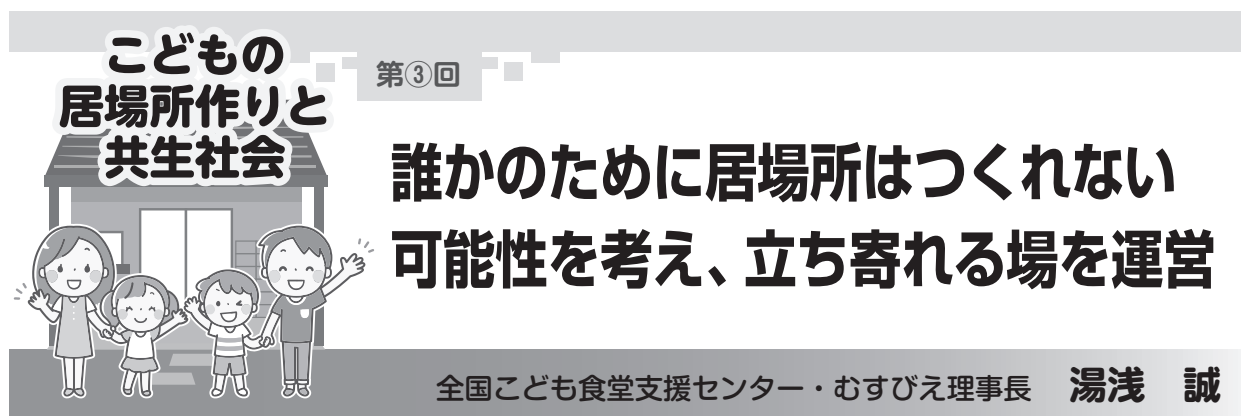 こどもの
居場所作りと
共生社会
第③回
誰かのために居場所はつくれない
可能性を考え、立ち寄れる場を運営
全国こども食堂支援センター・むすびえ理事長　湯浅　誠